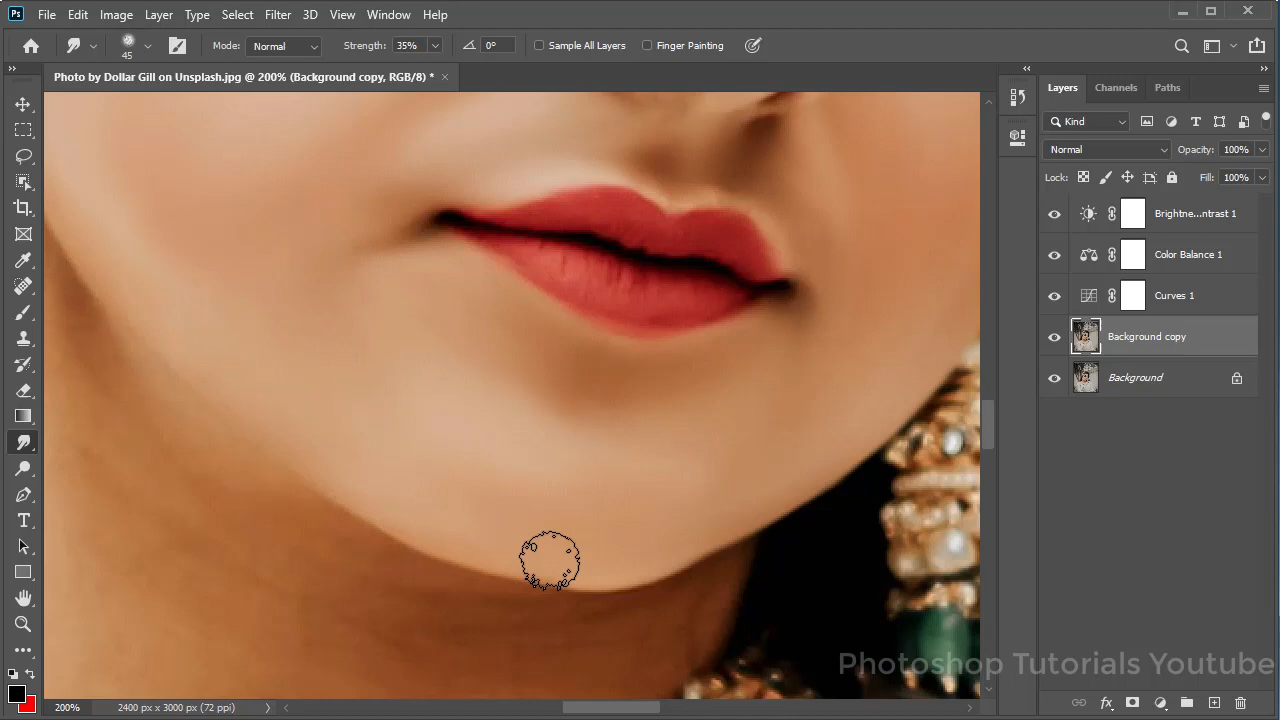 Ps File Edit Image Layer Type Select Filter 3D View Window Help
45 Mode: Normal Strength: 35% 0° Sample All Layers Finger Painting
Photo by Dollar Gill on Unsplash.jpg @ 200% (Background copy, RGB/8) * ×
Layers Channels Paths
Kind
Normal Opacity: 100%
Lock: Fill: 100%
Brightne...ntrast 1
Color Balance 1
Curves 1
Background copy
Background
Photoshop Tutorials Youtube
200% 2400 px x 3000 px (72 ppi)